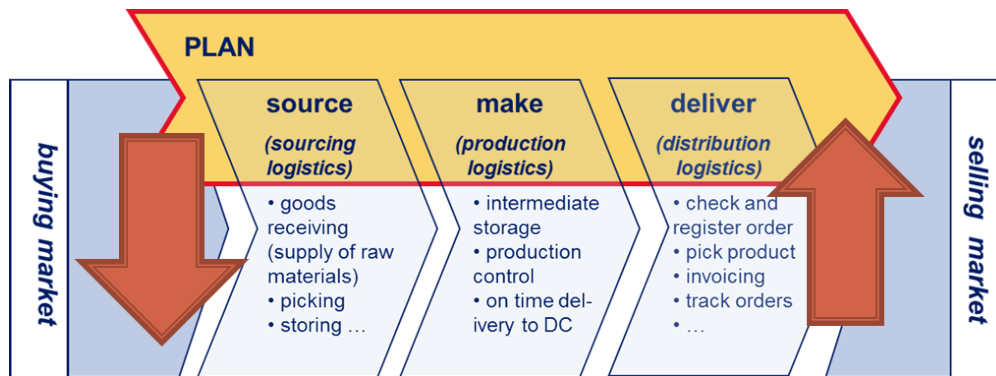 PLAN
buying market
source
(sourcing
logistics)
• goods
receiving
(supply of raw
materials)
• picking
• storing ...
make
(production
logistics)
• intermediate
storage
• production
control
• on time del-
ivery to DC
deliver
(distribution
logistics)
• check and
register order
• pick product
• invoicing
• track orders
• ...
selling market